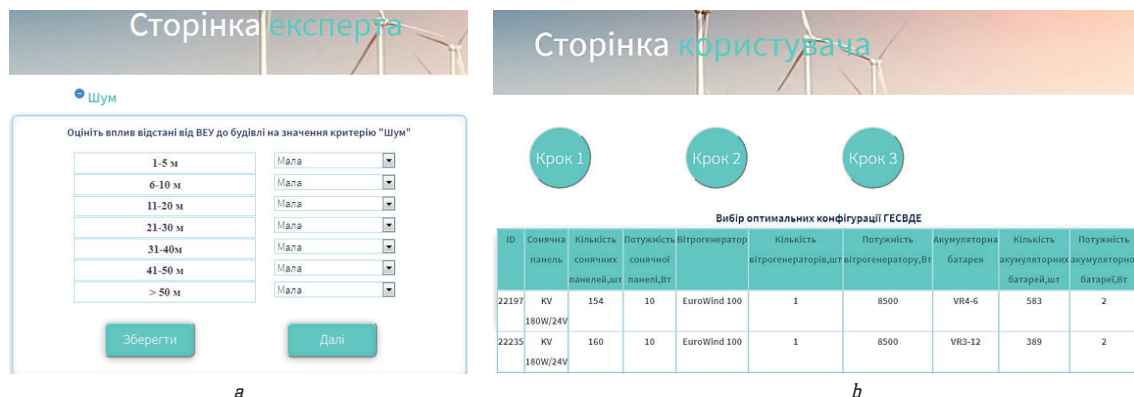 Сторінка експерта
Шум
Оцініть вплив відстані від ВЕУ до будівлі на значення критерію "Шум"
1-5 м Мала
6-10 м Мала
11-20 м Мала
21-30 м Мала
31-40м Мала
41-50 м Мала
> 50 м Мала
Зберегти Далі
a
Сторінка користувача
Крок 1 Крок 2 Крок 3
Вибір оптимальних конфігурації ГЕСВДЕ
ID Сонячна Кількість Потужність Вітрогенератор Кількість Потужність Акумуляторна Кількість Потужність
панель сонячних сонячної вітрогенераторів,шт вітрогенератору,Вт батарея акумуляторних акумуляторно
панелей,шт панелі,Вт батарей,шт батареї,Вт
22197 KV 154 10 EuroWind 100 1 8500 VR4-6 583 2
180W/24V
22235 KV 160 10 EuroWind 100 1 8500 VR3-12 389 2
180W/24V
b